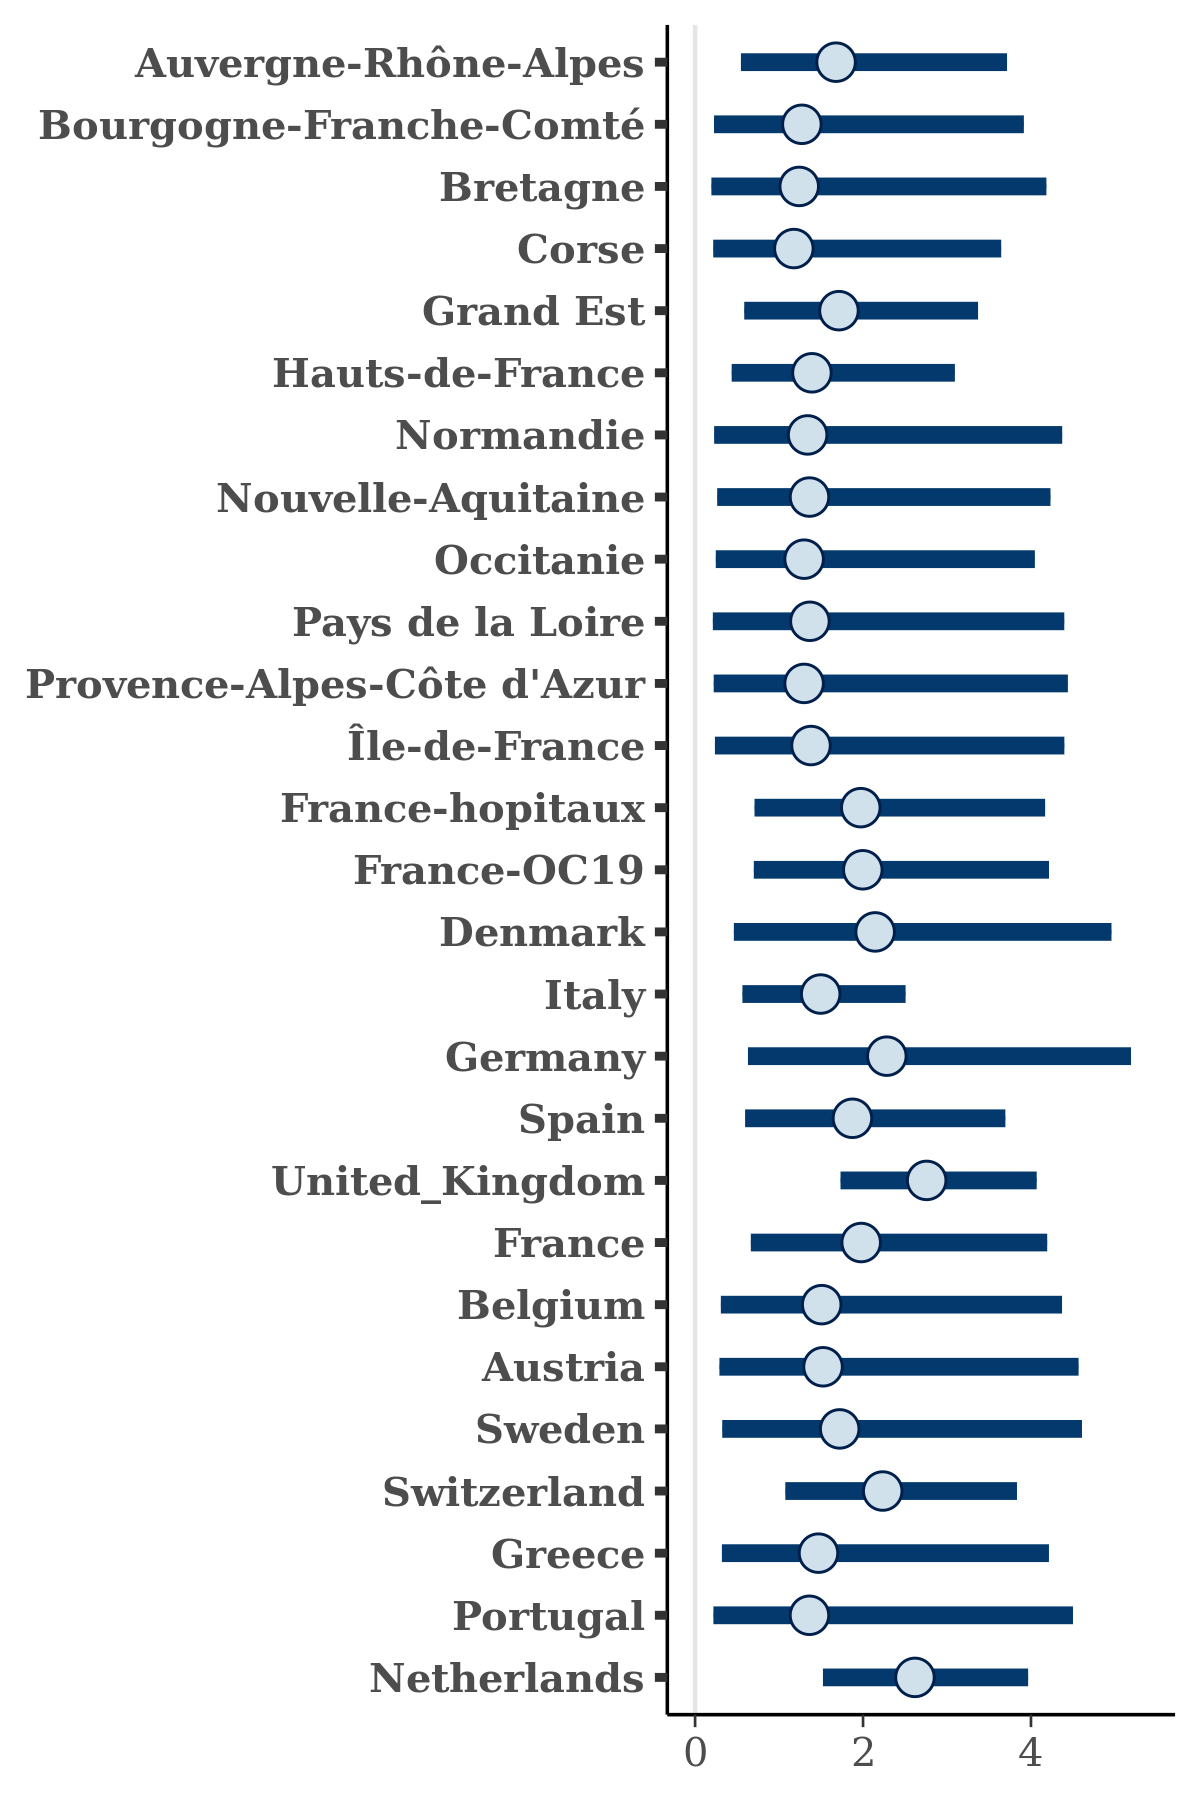 Auvergne-Rhône-Alpes
Bourgogne-Franche-Comté
Bretagne
Corse
Grand Est
Hauts-de-France
Normandie
Nouvelle-Aquitaine
Occitanie
Pays de la Loire
Provence-Alpes-Côte d'Azur
Île-de-France
France-hopitaux
France-OC19
Denmark
Italy
Germany
Spain
United_Kingdom
France
Belgium
Austria
Sweden
Switzerland
Greece
Portugal
Netherlands
0 2 4